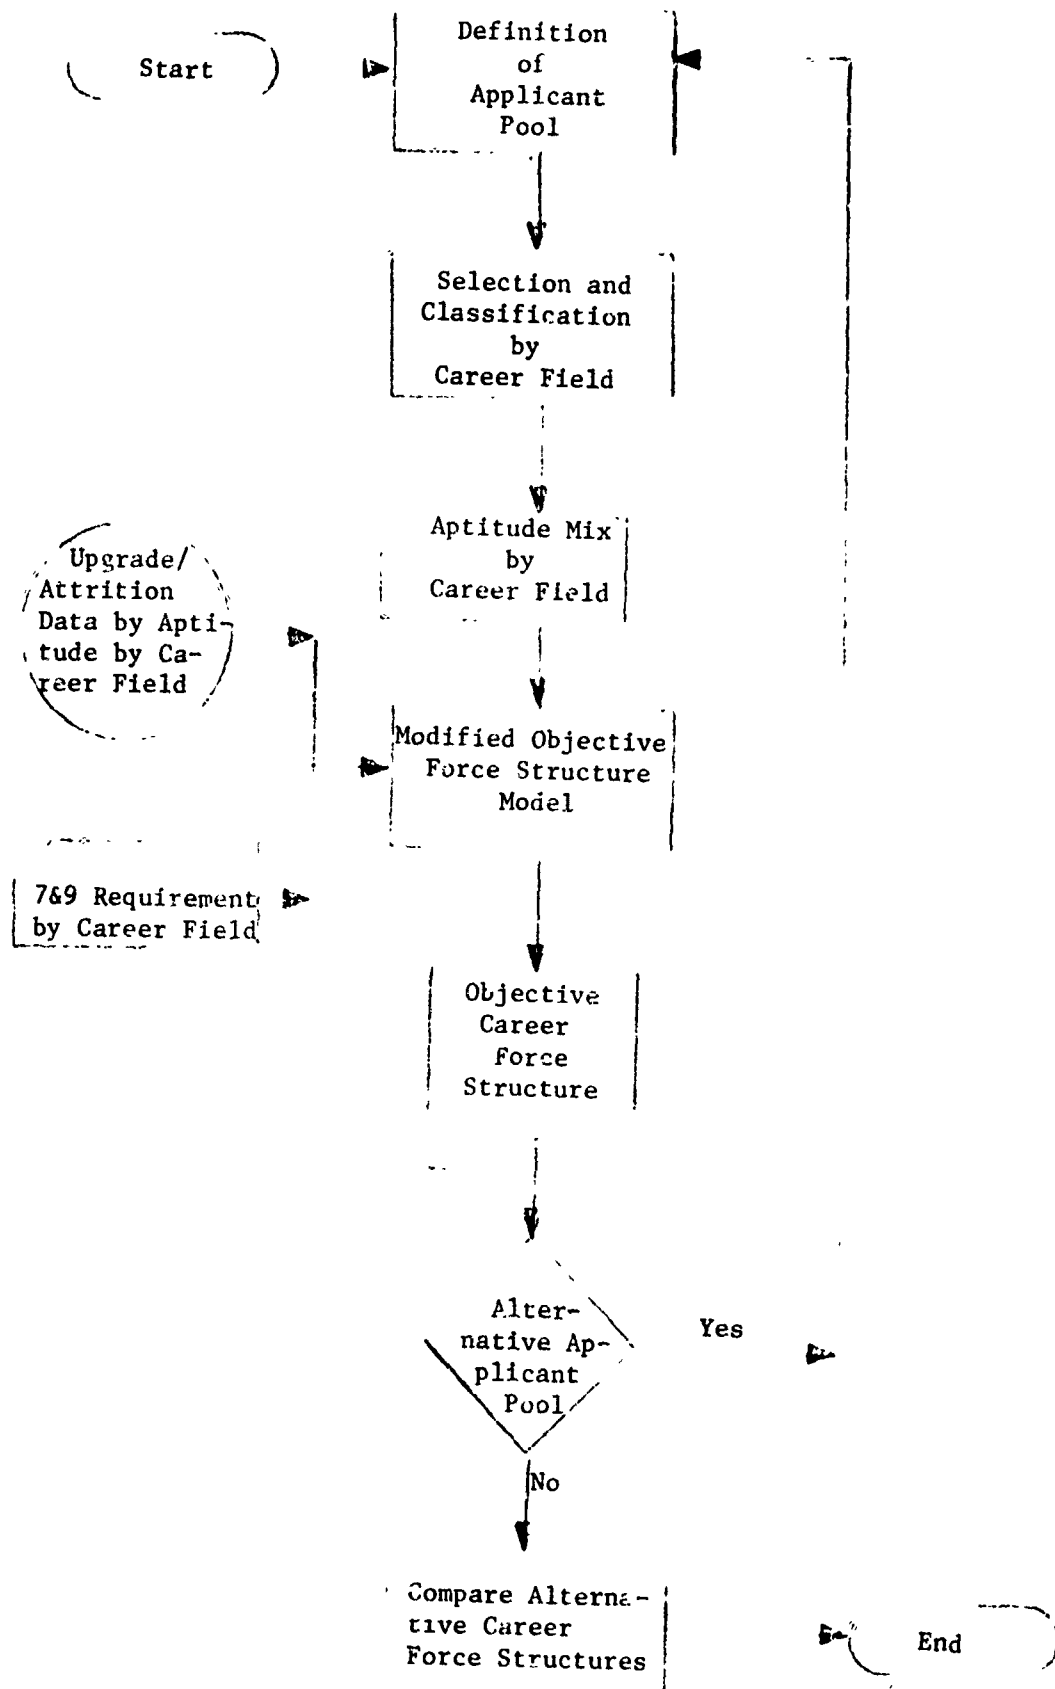 Start
Definition
of
Applicant
Pool
Selection and
Classification
by
Career Field
Aptitude Mix
by
Career Field
Upgrade/
Attrition
Data by Apti-
tude by Ca-
reer Field
Modified Objective
Force Structure
Model
7&9 Requirement
by Career Field
Objective
Career
Force
Structure
Alter-
native Ap-
plicant
Pool
Yes
No
Compare Alterna-
tive Career
Force Structures
End